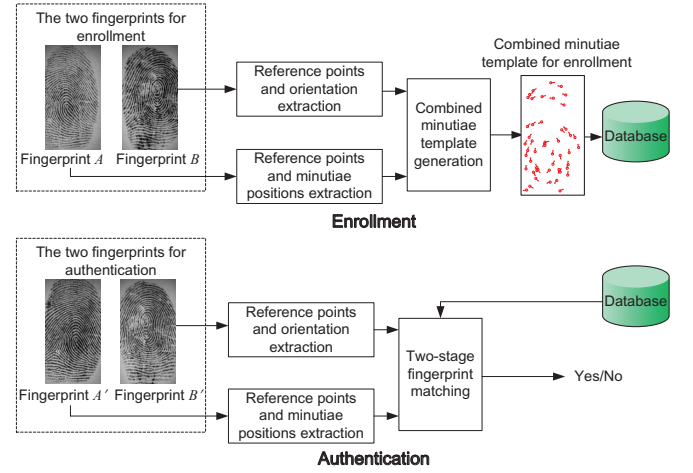 The two fingerprints for
enrollment
Fingerprint A
Fingerprint B
Reference points
and orientation
extraction
Reference points
and minutiae
positions extraction
Combined
minutiae
template
generation
Combined minutiae
template for enrollment
Database
Enrollment
The two fingerprints for
authentication
Fingerprint A′
Fingerprint B′
Reference points
and orientation
extraction
Reference points
and minutiae
positions extraction
Two-stage
fingerprint
matching
Database
Yes/No
Authentication